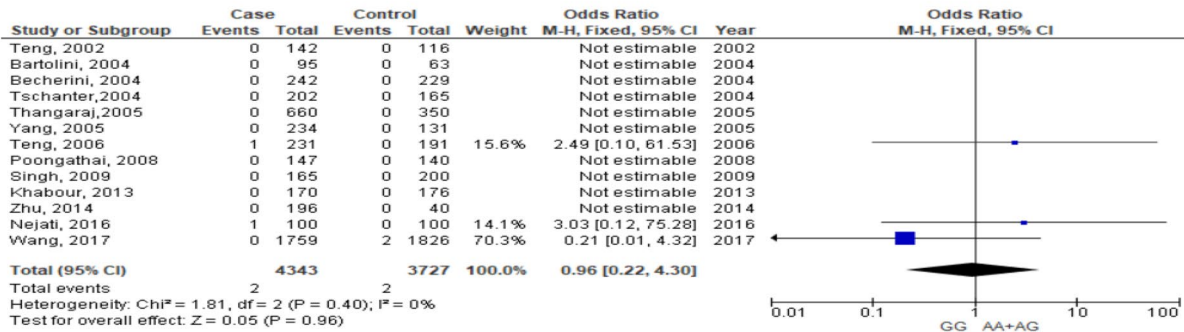 Case Control Odds Ratio Odds Ratio
Study or Subgroup Events Total Events Total Weight M-H, Fixed, 95% CI Year M-H, Fixed, 95% CI
Teng, 2002 0 142 0 116 Not estimable 2002
Bartolini, 2004 0 95 0 63 Not estimable 2004
Becherini, 2004 0 242 0 229 Not estimable 2004
Tschanter,2004 0 202 0 165 Not estimable 2004
Thangaraj,2005 0 660 0 350 Not estimable 2005
Yang, 2005 0 234 0 131 Not estimable 2005
Teng, 2006 1 231 0 191 15.6% 2.49 [0.10, 61.53] 2006
Poongathai, 2008 0 147 0 140 Not estimable 2008
Singh, 2009 0 165 0 200 Not estimable 2009
Khabour, 2013 0 170 0 176 Not estimable 2013
Zhu, 2014 0 196 0 40 Not estimable 2014
Nejati, 2016 1 100 0 100 14.1% 3.03 [0.12, 75.28] 2016
Wang, 2017 0 1759 2 1826 70.3% 0.21 [0.01, 4.32] 2017
Total (95% CI) 4343 3727 100.0% 0.96 [0.22, 4.30]
Total events 2 2
Heterogeneity: Chi² = 1.81, df = 2 (P = 0.40); I² = 0%
Test for overall effect: Z = 0.05 (P = 0.96)
0.01 0.1 1 10 100
GG AA+AG